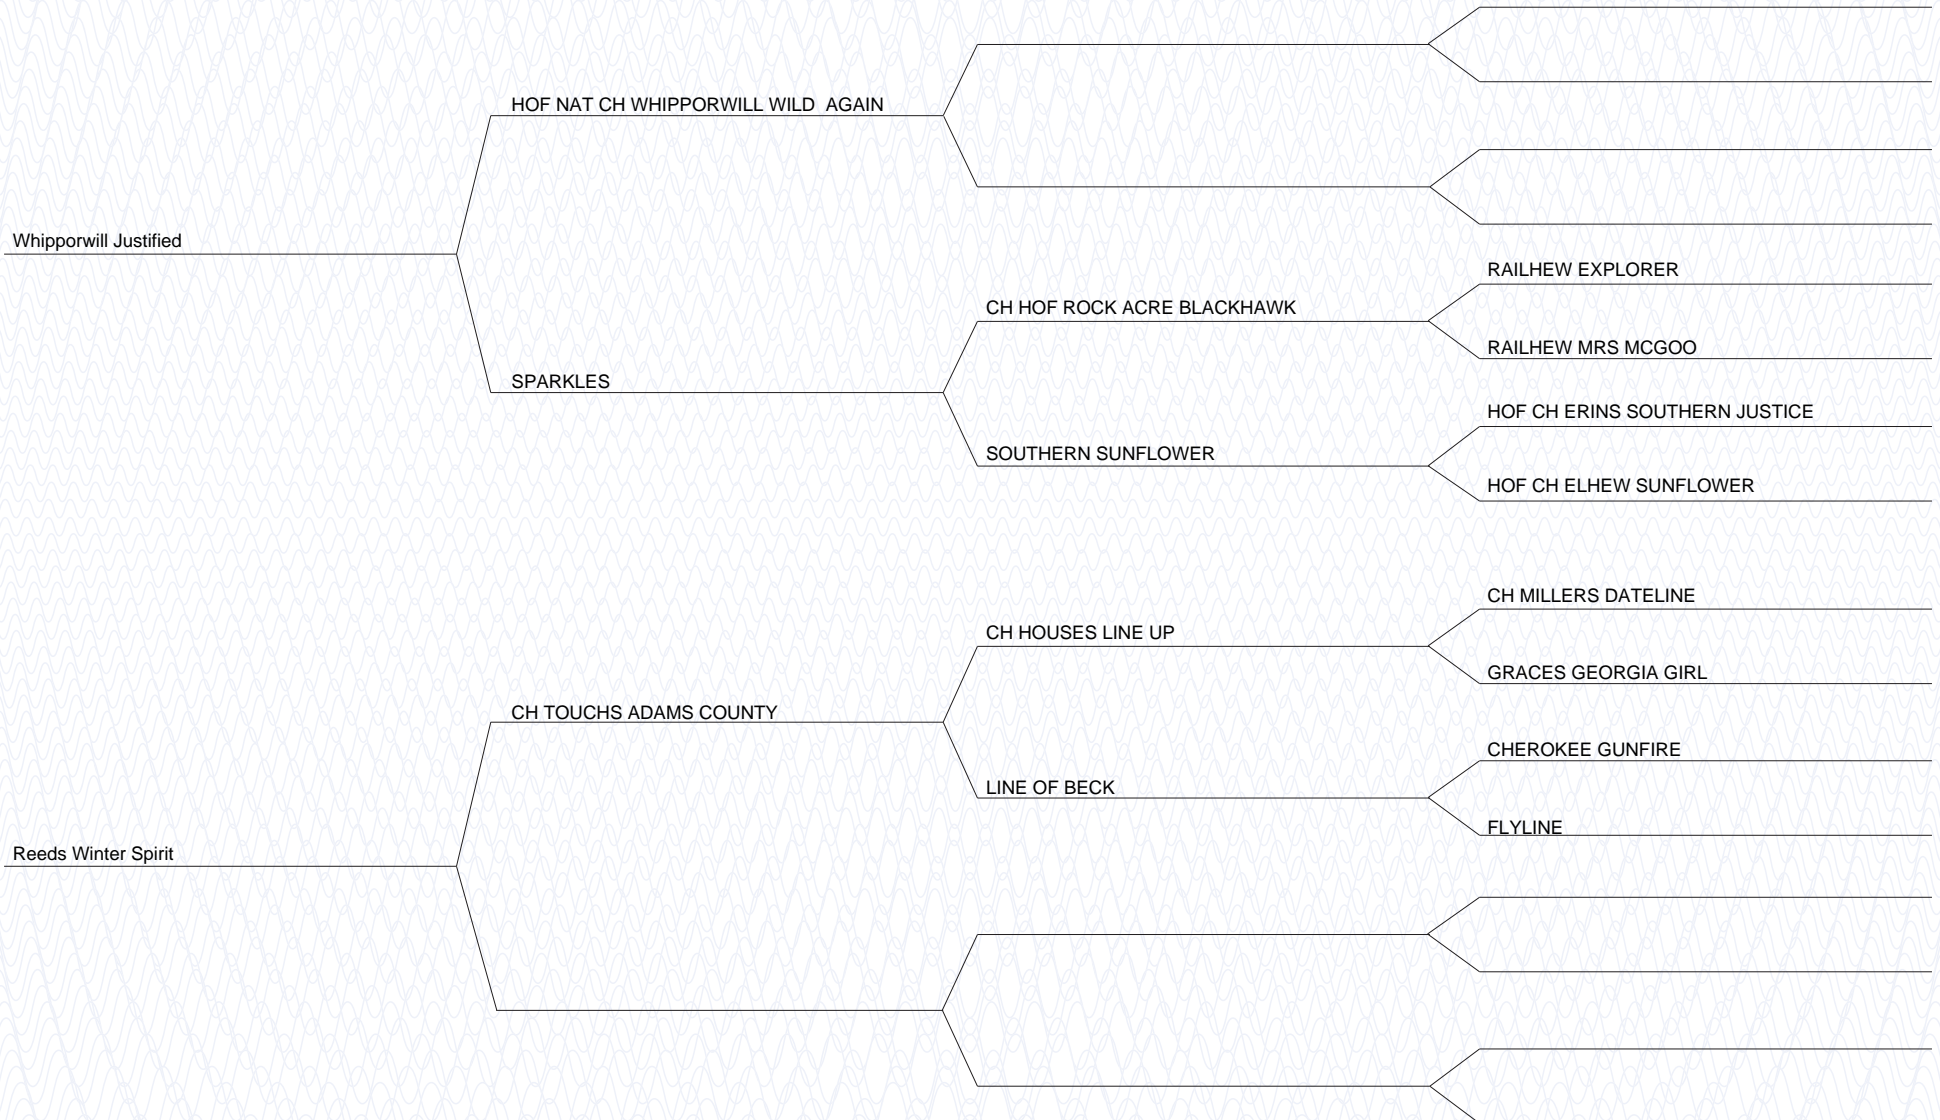 HOF NAT CH WHIPPORWILL WILD  AGAIN
Whipporwill Justified
RAILHEW EXPLORER
CH HOF ROCK ACRE BLACKHAWK
RAILHEW MRS MCGOO
SPARKLES
HOF CH ERINS SOUTHERN JUSTICE
SOUTHERN SUNFLOWER
HOF CH ELHEW SUNFLOWER
CH MILLERS DATELINE
CH HOUSES LINE UP
GRACES GEORGIA GIRL
CH TOUCHS ADAMS COUNTY
CHEROKEE GUNFIRE
LINE OF BECK
FLYLINE
Reeds Winter Spirit